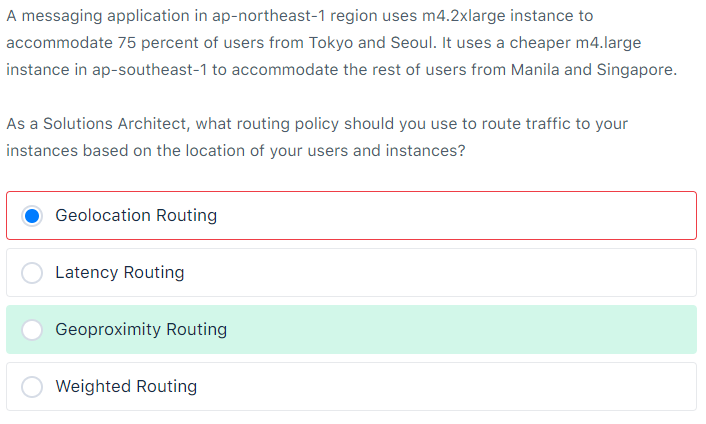 A messaging application in ap-northeast-1 region uses m4.2xlarge instance to
accommodate 75 percent of users from Tokyo and Seoul. It uses a cheaper m4.large
instance in ap-southeast-1 to accommodate the rest of users from Manila and Singapore.
As a Solutions Architect, what routing policy should you use to route traffic to your
instances based on the location of your users and instances?
Geolocation Routing
Latency Routing
Geoproximity Routing
Weighted Routing